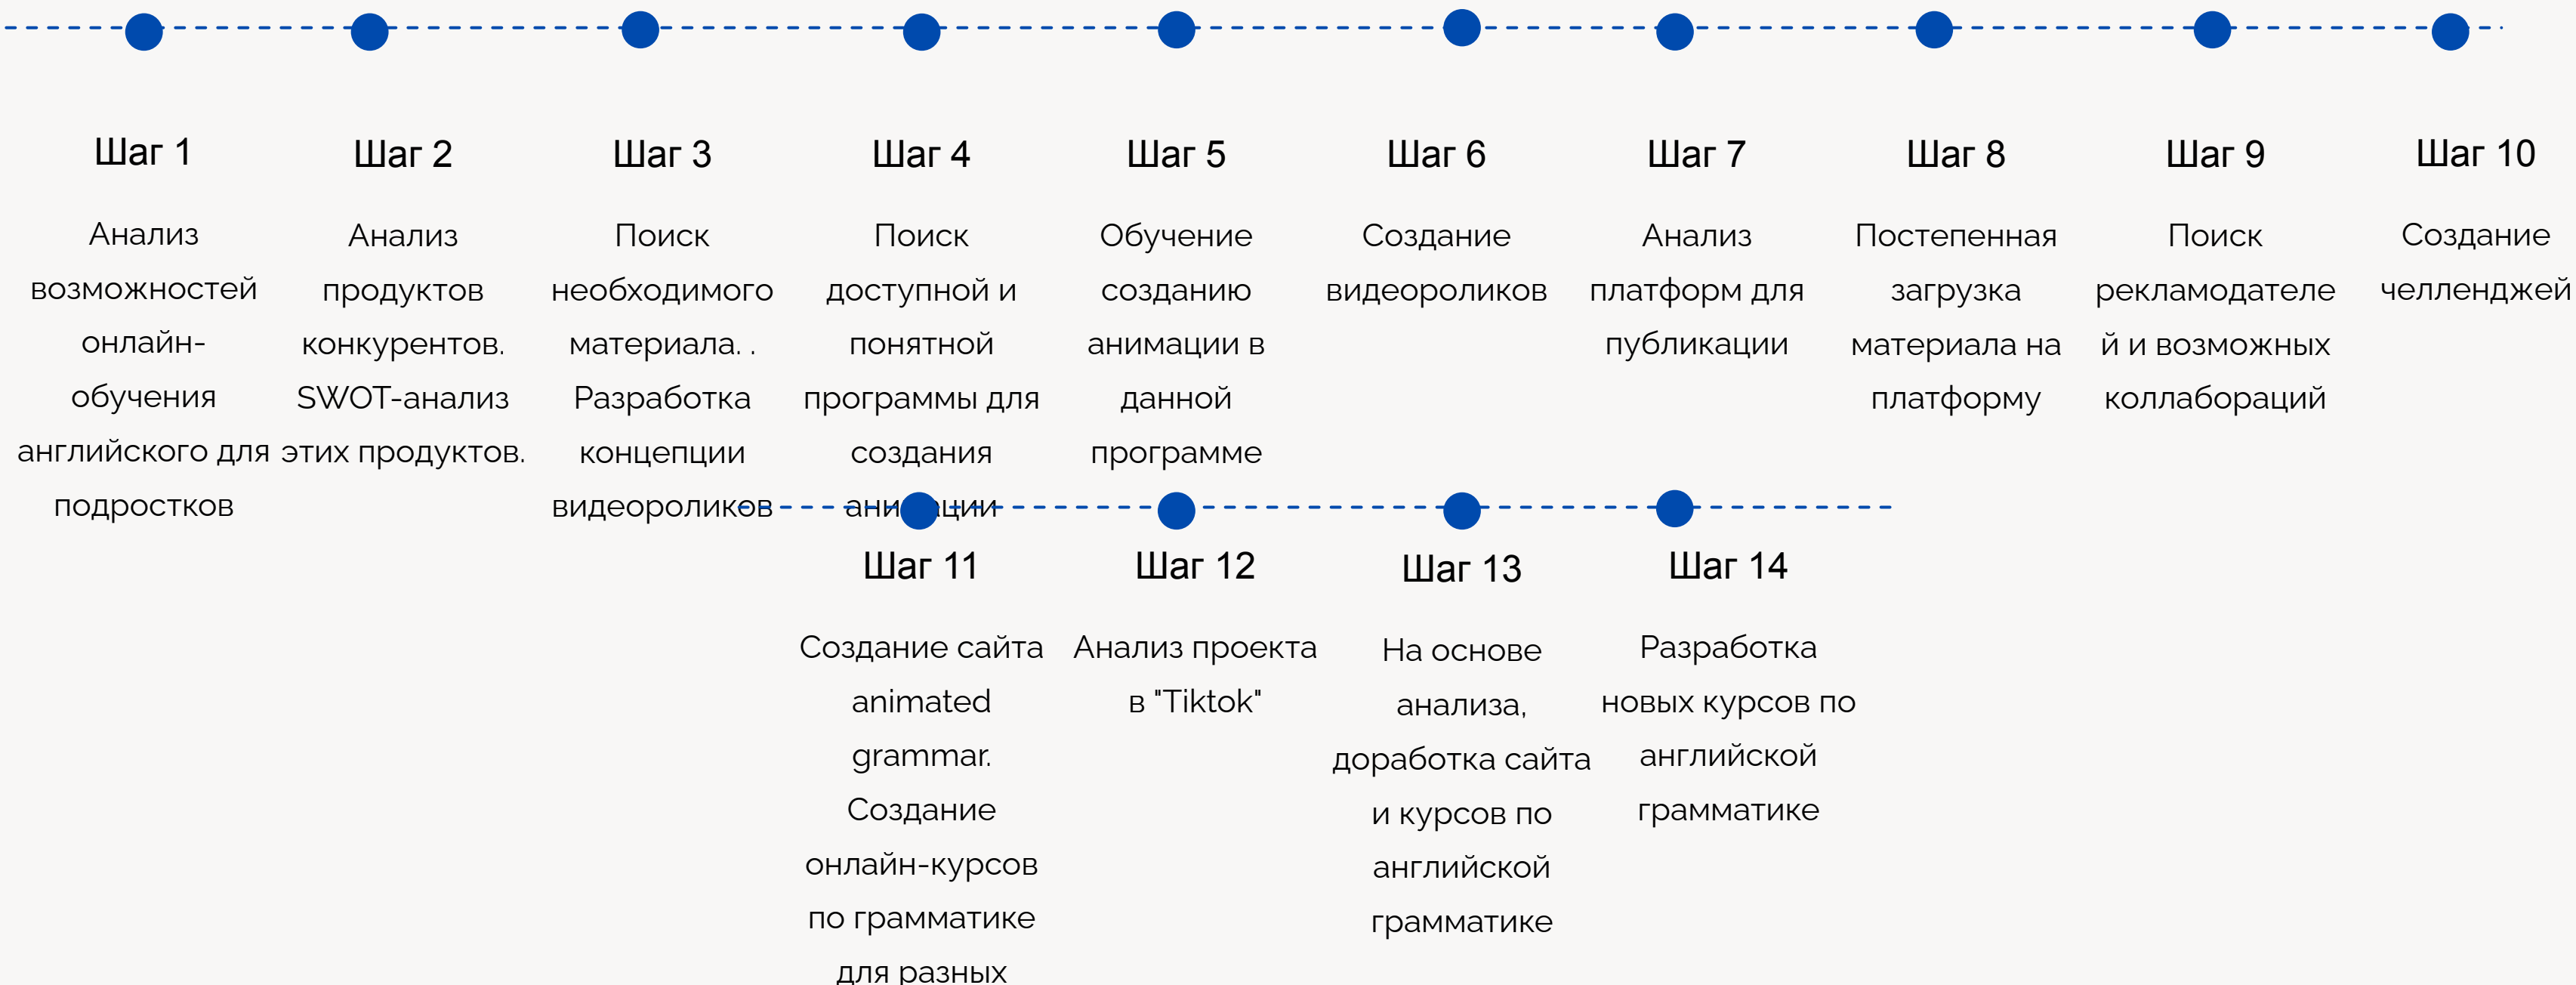 Шаг 1
Анализ
возможностей
онлайн-
обучения
английского для
подростков
Шаг 2
Анализ
продуктов
конкурентов.
SWOT-анализ
этих продуктов.
Шаг 3
Поиск
необходимого
материала. .
Разработка
концепции
видеороликов
Шаг 4
Поиск
доступной и
понятной
программы для
создания
анимации
Шаг 5
Обучение
созданию
анимации в
данной
программе
Шаг 6
Создание
видеороликов
Шаг 7
Анализ
платформ для
публикации
Шаг 8
Постепенная
загрузка
материала на
платформу
Шаг 9
Поиск
рекламодателе
й и возможных
коллабораций
Шаг 10
Создание
челленджей
Шаг 11
Создание сайта
animated
grammar.
Создание
онлайн-курсов
по грамматике
для разных
Шаг 12
Анализ проекта
в "Tiktok"
Шаг 13
На основе
анализа,
доработка сайта
и курсов по
английской
грамматике
Шаг 14
Разработка
новых курсов по
английской
грамматике